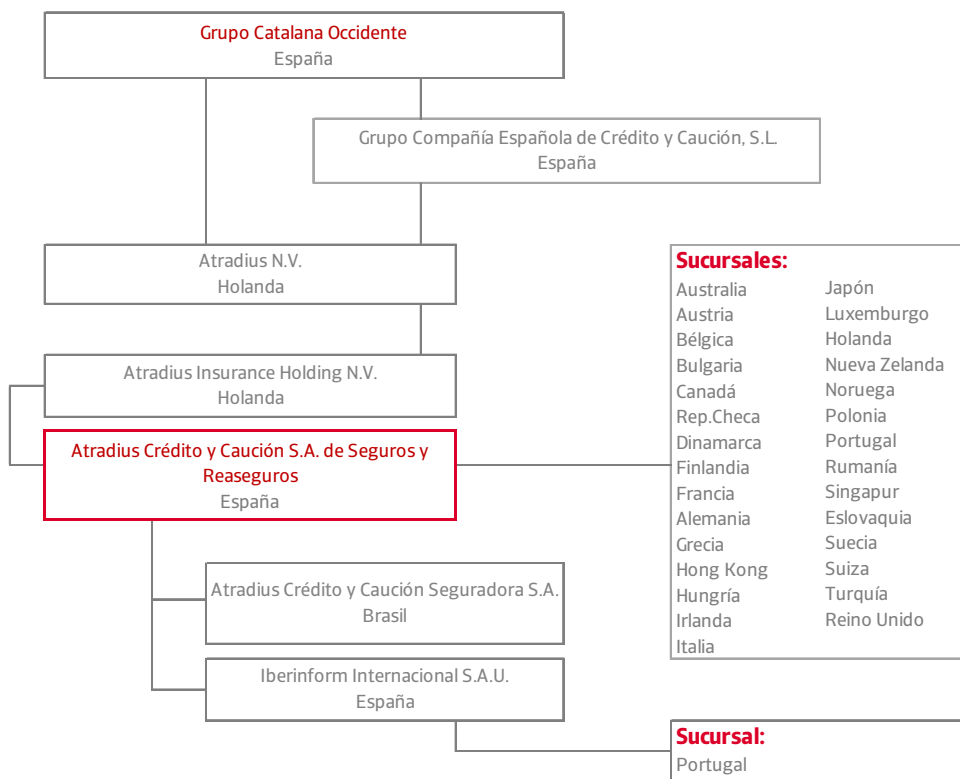 Grupo Catalana Occidente
España
Grupo Compañía Española de Crédito y Caución, S.L.
España
Atradius N.V.
Holanda
Atradius Insurance Holding N.V.
Holanda
Atradius Crédito y Caución S.A. de Seguros y
Reaseguros
España
Atradius Crédito y Caución Seguradora S.A.
Brasil
Iberinform Internacional S.A.U.
España
Sucursales:
Australia
Austria
Bélgica
Bulgaria
Canadá
Rep.Checa
Dinamarca
Finlandia
Francia
Alemania
Grecia
Hong Kong
Hungría
Irlanda
Italia
Japón
Luxemburgo
Holanda
Nueva Zelanda
Noruega
Polonia
Portugal
Rumanía
Singapur
Eslovaquia
Suecia
Suiza
Turquía
Reino Unido
Sucursal:
Portugal